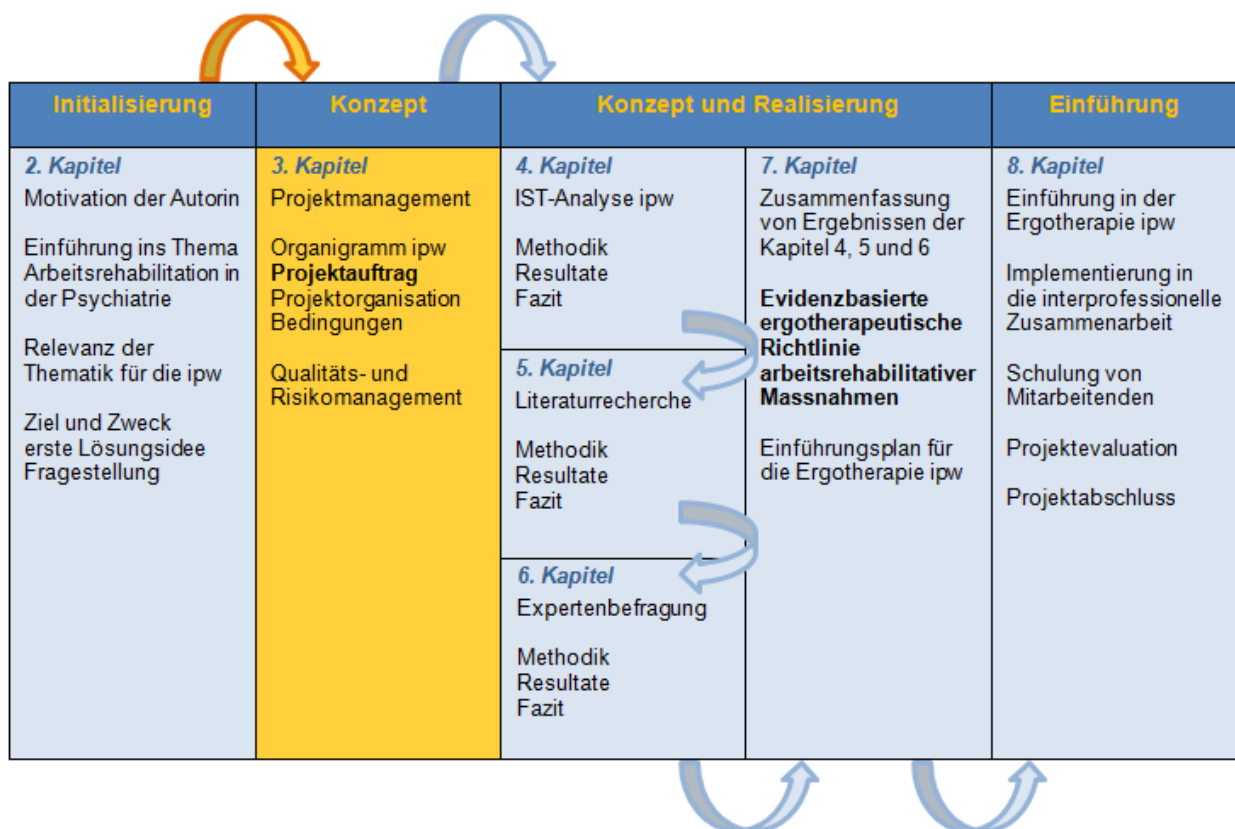 Initialisierung
Konzept
Konzept und Realisierung
Einführung
2. Kapitel
Motivation der Autorin
Einführung ins Thema
Arbeitsrehabilitation in
der Psychiatrie
Relevanz der
Thematik für die ipw
Ziel und Zweck
erste Lösungsidee
Fragestellung
3. Kapitel
Projektmanagement
Organigramm ipw
Projektauftrag
Projektorganisation
Bedingungen
Qualitäts- und
Risikomanagement
4. Kapitel
IST-Analyse ipw
Methodik
Resultate
Fazit
5. Kapitel
Literaturrecherche
Methodik
Resultate
Fazit
6. Kapitel
Expertenbefragung
Methodik
Resultate
Fazit
7. Kapitel
Zusammenfassung
von Ergebnissen der
Kapitel 4, 5 und 6
Evidenzbasierte
ergotherapeutische
Richtlinie
arbeitsrehabilitativer
Massnahmen
Einführungsplan für
die Ergotherapie ipw
8. Kapitel
Einführung in der
Ergotherapie ipw
Implementierung in
die interprofessionelle
Zusammenarbeit
Schulung von
Mitarbeitenden
Projektevaluation
Projektabschluss